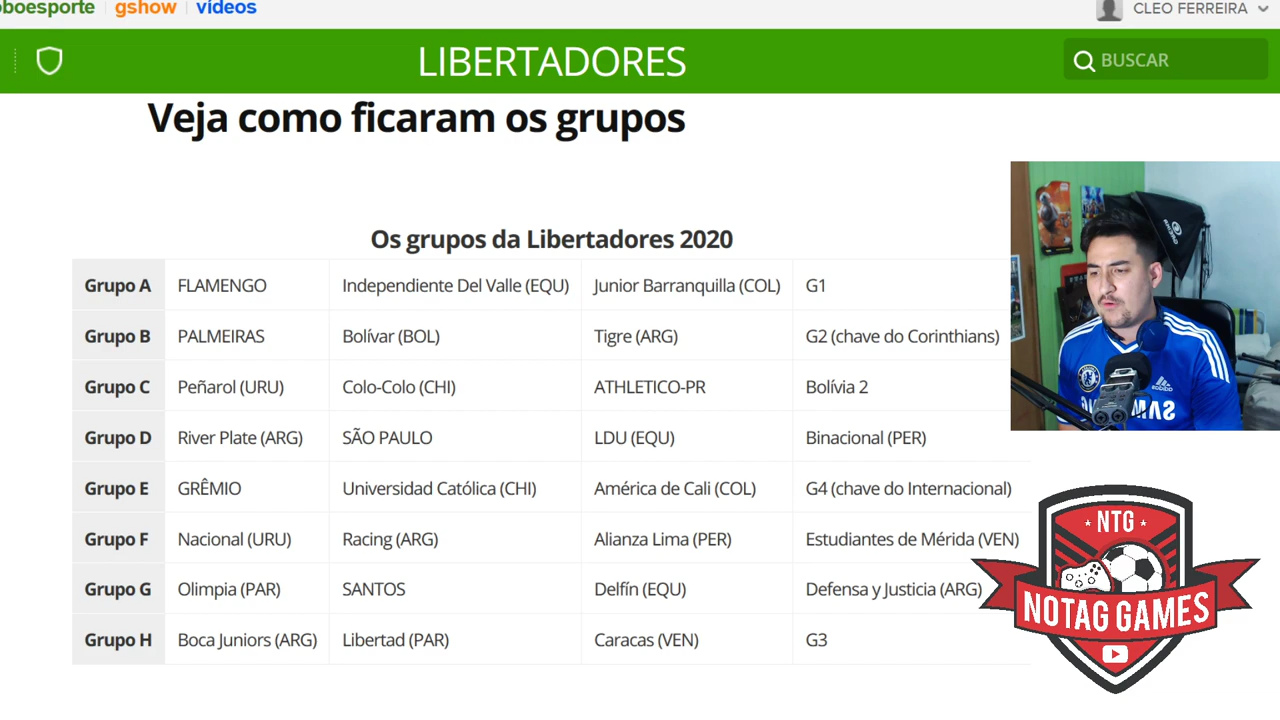 boesporte gshow vídeos CLEO FERREIRA
LIBERTADORES BUSCAR
Veja como ficaram os grupos
Os grupos da Libertadores 2020
Grupo A FLAMENGO Independiente Del Valle (EQU) Junior Barranquilla (COL) G1
Grupo B PALMEIRAS Bolívar (BOL) Tigre (ARG) G2 (chave do Corinthians)
Grupo C Peñarol (URU) Colo-Colo (CHI) ATHLETICO-PR Bolívia 2
Grupo D River Plate (ARG) SÃO PAULO LDU (EQU) Binacional (PER)
Grupo E GRÊMIO Universidad Católica (CHI) América de Cali (COL) G4 (chave do Internacional)
Grupo F Nacional (URU) Racing (ARG) Alianza Lima (PER) Estudiantes de Mérida (VEN)
Grupo G Olimpia (PAR) SANTOS Delfín (EQU) Defensa y Justicia (ARG)
Grupo H Boca Juniors (ARG) Libertad (PAR) Caracas (VEN) G3
NTG
NOTAG GAMES